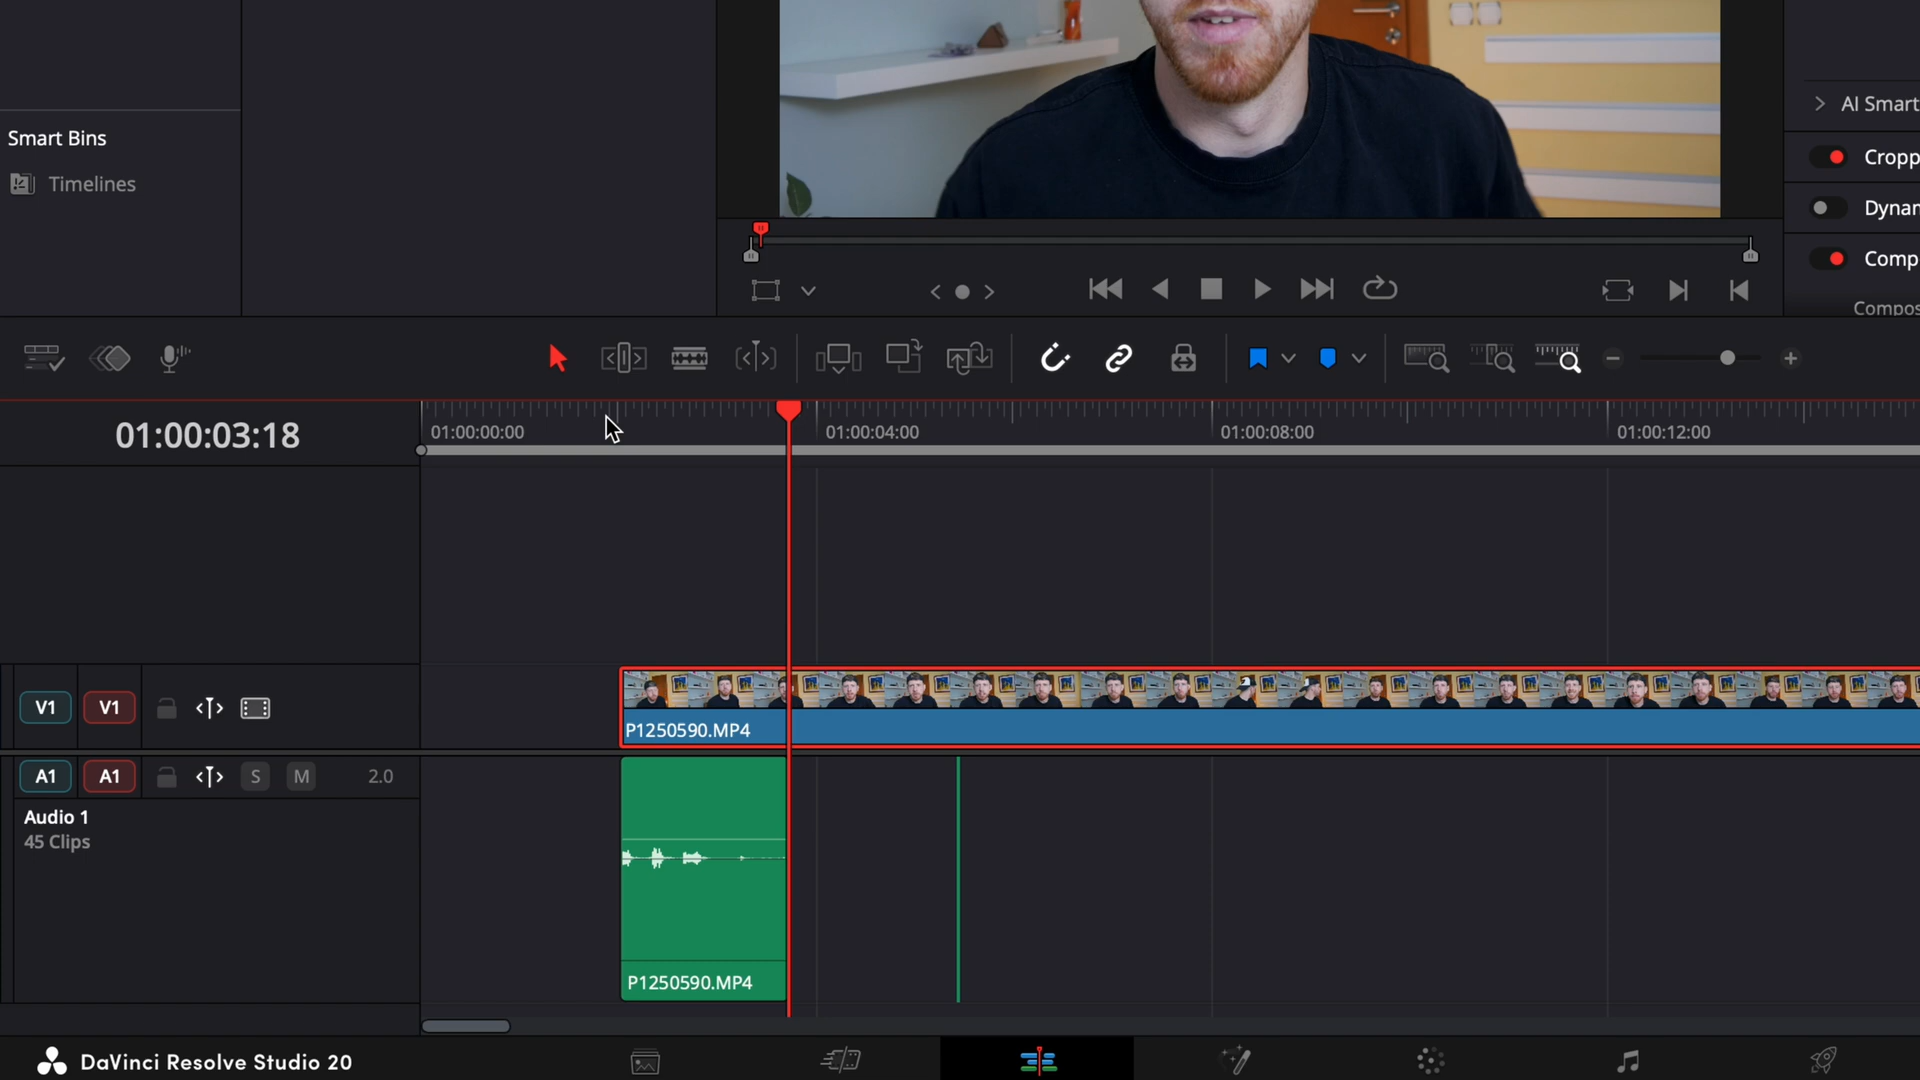 Smart Bins
Timelines
AI Smart
Cropp
Dynam
Comp
Compos
01:00:03:18
01:00:00:00
01:00:04:00
01:00:08:00
01:00:12:00
V1
V1
P1250590.MP4
A1
A1
S
M
2.0
Audio 1
45 Clips
P1250590.MP4
DaVinci Resolve Studio 20